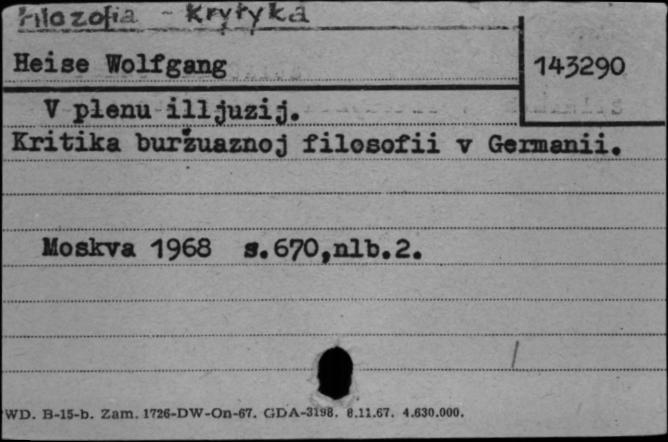 Filozofia - Krytyka
Heise Wolfgang
143290
V plenu illjuzij.
Kritika buržuaznoj filosofii v Germanii.
Moskva 1968 s.670,nlb.2.
WD. B-15-b. Zam. 1726-DW-On-67. GDA-3198. 8.11.67. 4.630.000.